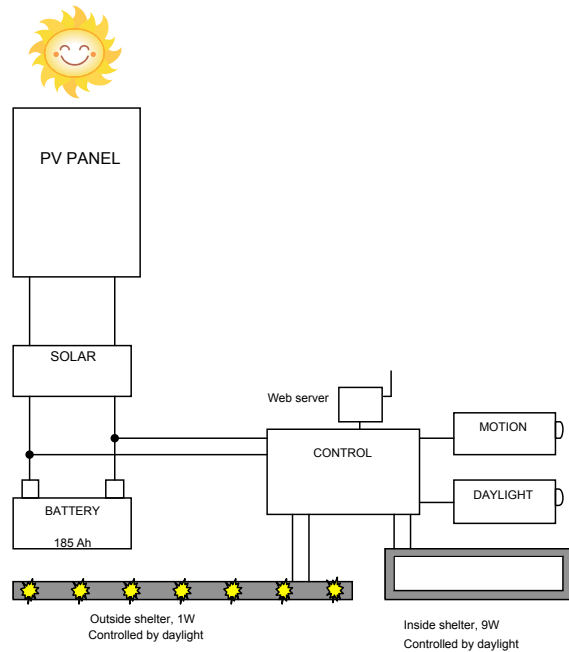 PV PANEL
SOLAR
Web server
MOTION
CONTROL
DAYLIGHT
BATTERY
185 Ah
Outside shelter, 1W
Controlled by daylight
Inside shelter, 9W
Controlled by daylight